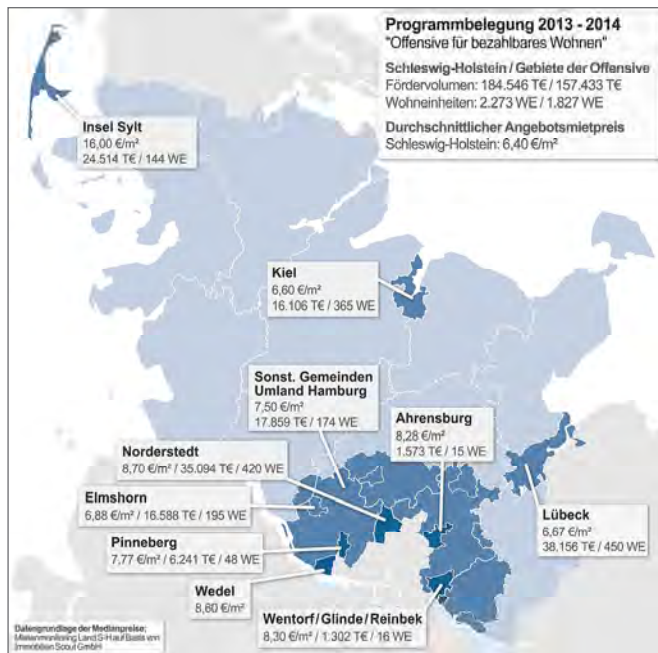 Programmbelegung 2013 - 2014
"Offensive für bezahlbares Wohnen"
Schleswig-Holstein / Gebiete der Offensive
Fördervolumen: 184.546 T€ / 157.433 T€
Wohneinheiten: 2.273 WE / 1.827 WE
Durchschnittlicher Angebotsmietpreis
Schleswig-Holstein: 6,40 €/m²
Insel Sylt
16,00 €/m²
24.514 T€ / 144 WE
Kiel
6,60 €/m²
16.106 T€ / 365 WE
Sonst. Gemeinden
Umland Hamburg
7,50 €/m²
17.859 T€ / 174 WE
Ahrensburg
8,28 €/m²
1.573 T€ / 15 WE
Norderstedt
8,70 €/m² / 35.094 T€ / 420 WE
Elmshorn
6,88 €/m² / 16.588 T€ / 195 WE
Lübeck
6,67 €/m²
38.156 T€ / 450 WE
Pinneberg
7,77 €/m² / 6.241 T€ / 48 WE
Wedel
8,60 €/m²
Wentorf / Glinde / Reinbek
8,30 €/m² / 1.302 T€ / 16 WE
Datengrundlage der Medianpreise:
Mietenmonitoring Land S-H auf Basis von
Immobilien Scout GmbH